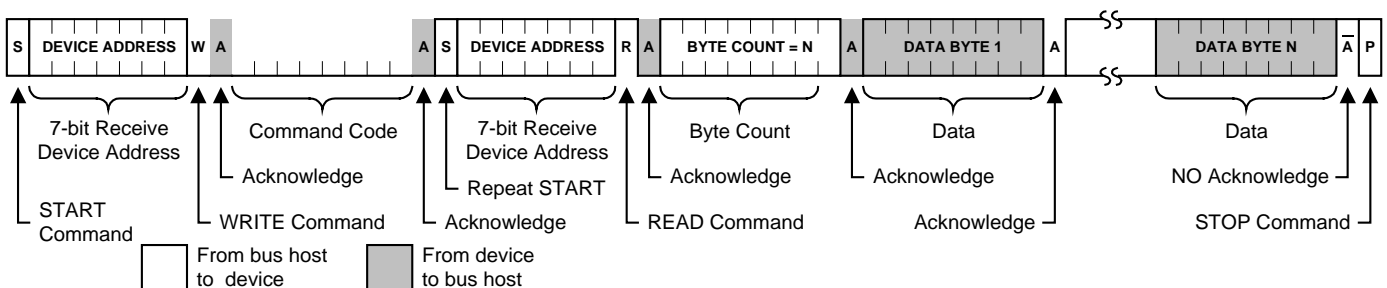 S DEVICE ADDRESS W A A S DEVICE ADDRESS R A BYTE COUNT = N A DATA BYTE 1 A DATA BYTE N A̅ P
7-bit Receive
Device Address
Command Code
7-bit Receive
Device Address
Byte Count
Data
Data
Acknowledge
Repeat START
Acknowledge
Acknowledge
NO Acknowledge
START
Command
WRITE Command
Acknowledge
READ Command
Acknowledge
STOP Command
From bus host
to device
From device
to bus host